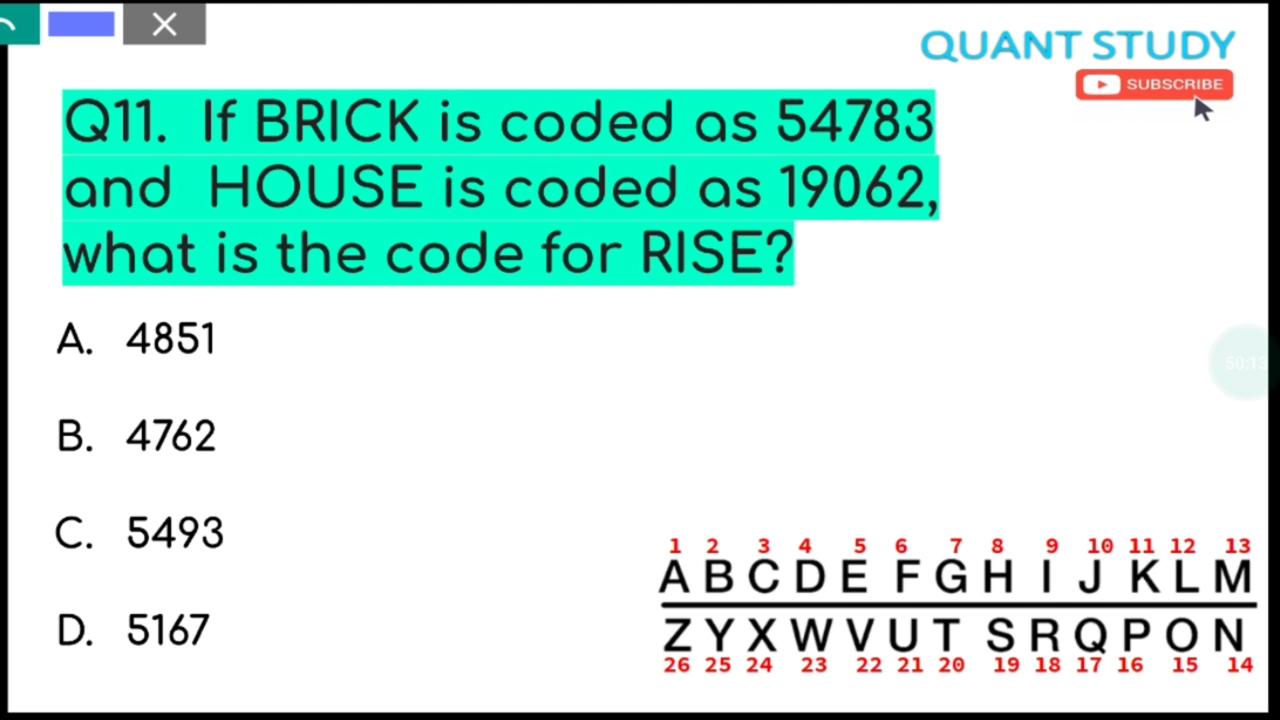 QUANT STUDY
SUBSCRIBE
Q11. If BRICK is coded as 54783
and HOUSE is coded as 19062,
what is the code for RISE?
A. 4851
B. 4762
C. 5493
D. 5167
50:13
1 2 3 4 5 6 7 8 9 10 11 12 13
A B C D E F G H I J K L M
Z Y X W V U T S R Q P O N
26 25 24 23 22 21 20 19 18 17 16 15 14